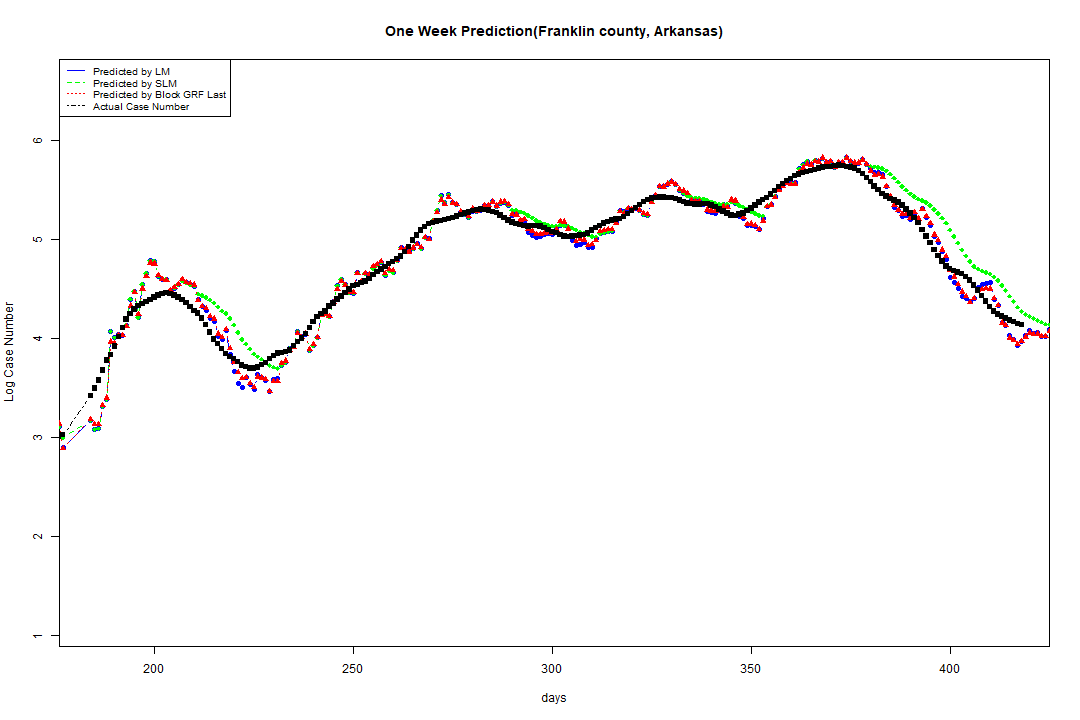 One Week Prediction(Franklin county, Arkansas)
Predicted by LM
Predicted by SLM
Predicted by Block GRF Last
Actual Case Number
6
5
4
3
2
1
Log Case Number
200 250 300 350 400
days